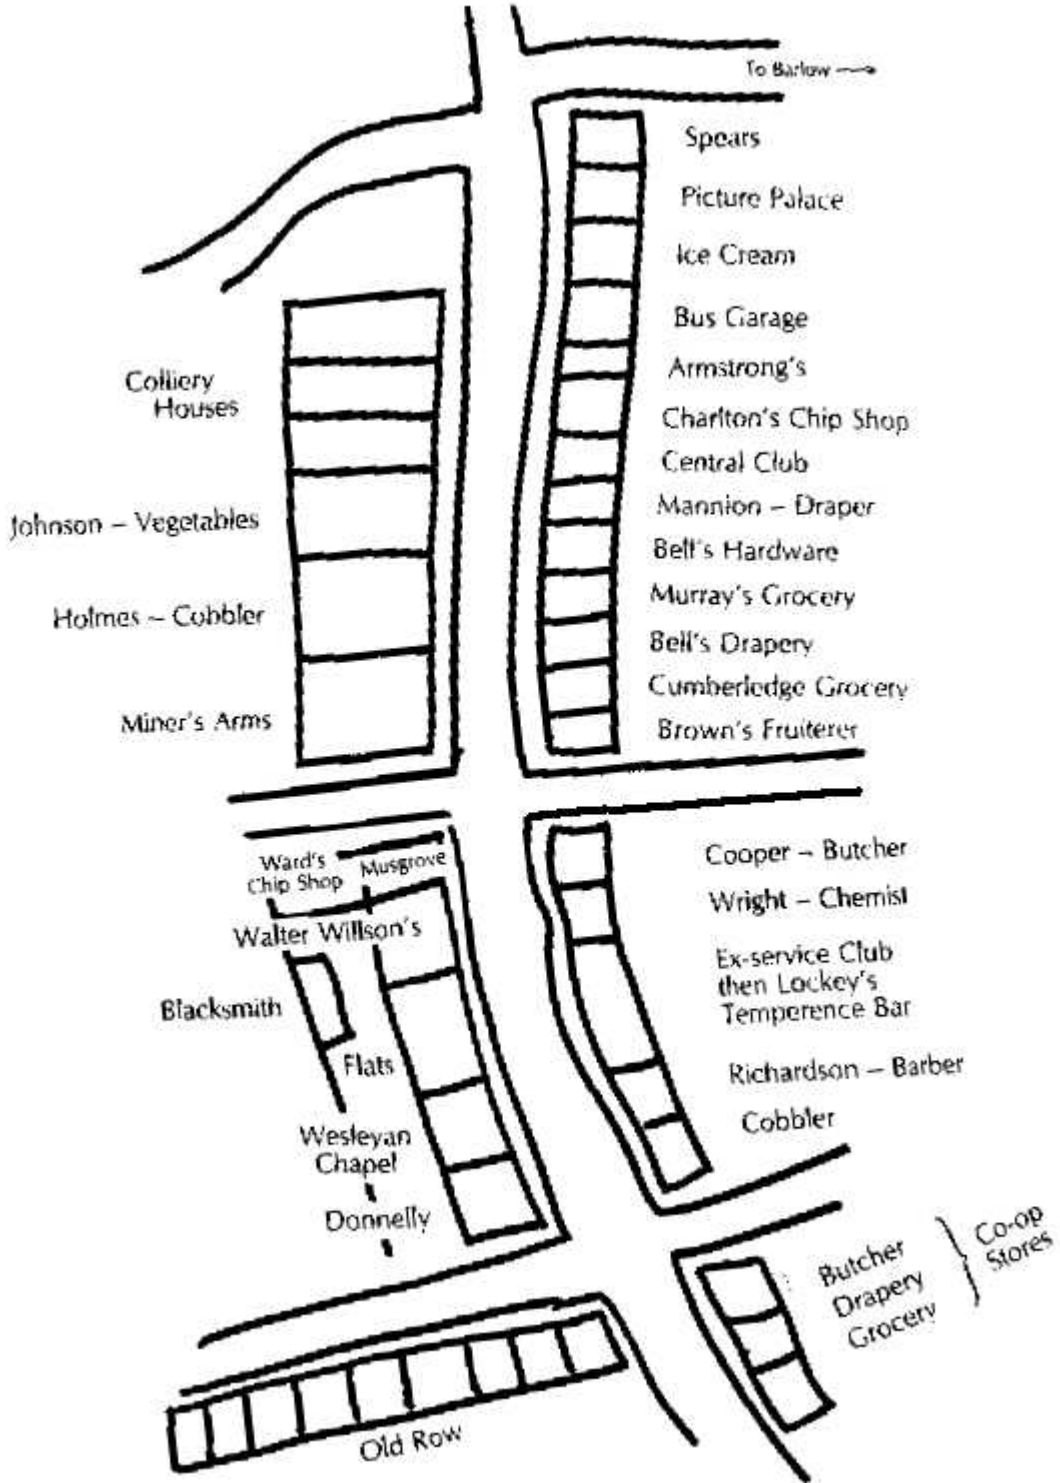 To Barlow
Spears
Picture Palace
Ice Cream
Bus Garage
Armstrong's
Charlton's Chip Shop
Central Club
Mannion – Draper
Bell's Hardware
Murray's Grocery
Bell's Drapery
Cumberledge Grocery
Brown's Fruiterer
Colliery
Houses
Johnson – Vegetables
Holmes – Cobbler
Miner's Arms
Ward's
Chip Shop
Musgrove
Walter Willson's
Blacksmith
Flats
Wesleyan
Chapel
Donnelly
Cooper – Butcher
Wright – Chemist
Ex-service Club
then Lockey's
Temperence Bar
Richardson – Barber
Cobbler
Butcher
Drapery
Grocery
Co-op
Stores
Old Row